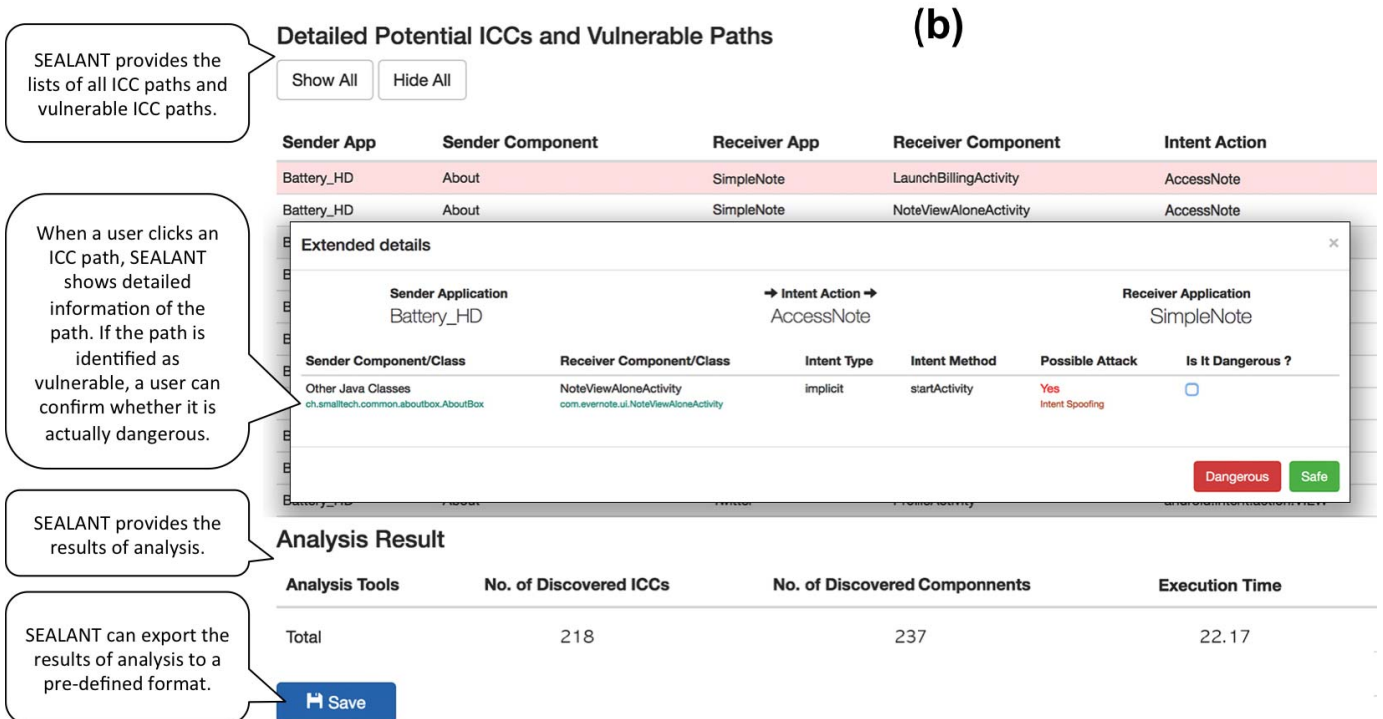 (b)
SEALANT provides the
lists of all ICC paths and
vulnerable ICC paths.
Detailed Potential ICCs and Vulnerable Paths
Show All Hide All
Sender App Sender Component Receiver App Receiver Component Intent Action
Battery_HD About SimpleNote LaunchBillingActivity AccessNote
Battery_HD About SimpleNote NoteViewAloneActivity AccessNote
When a user clicks an
ICC path, SEALANT
shows detailed
information of the
path. If the path is
identified as
vulnerable, a user can
confirm whether it is
actually dangerous.
Extended details ×
Sender Application → Intent Action → Receiver Application
Battery_HD AccessNote SimpleNote
Sender Component/Class Receiver Component/Class Intent Type Intent Method Possible Attack Is It Dangerous ?
Other Java Classes NoteViewAloneActivity implicit startActivity Yes
ch.smalltech.common.aboutbox.AboutBox com.evernote.ui.NoteViewAloneActivity Intent Spoofing
Dangerous Safe
SEALANT provides the
results of analysis.
Analysis Result
Analysis Tools No. of Discovered ICCs No. of Discovered Componnents Execution Time
Total 218 237 22.17
SEALANT can export the
results of analysis to a
pre-defined format.
Save